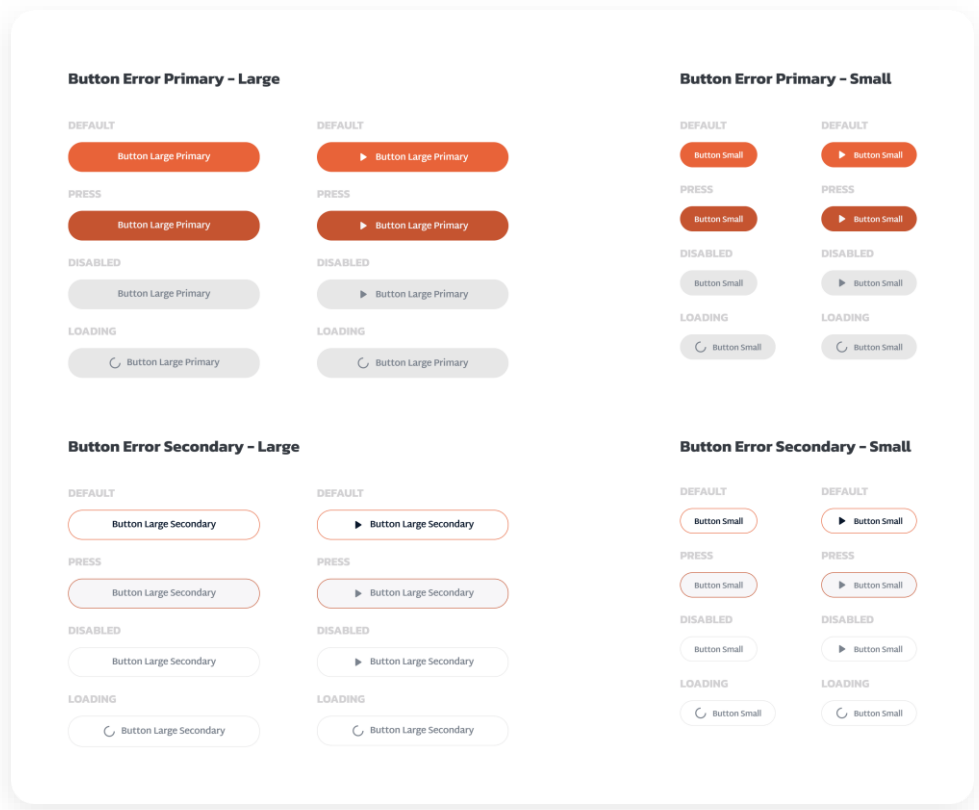 Button Error Primary - Large
DEFAULT
DEFAULT
Button Large Primary
Button Large Primary
PRESS
PRESS
Button Large Primary
Button Large Primary
DISABLED
DISABLED
Button Large Primary
Button Large Primary
LOADING
LOADING
Button Large Primary
Button Large Primary
Button Error Primary - Small
DEFAULT
DEFAULT
Button Small
Button Small
PRESS
PRESS
Button Small
Button Small
DISABLED
DISABLED
Button Small
Button Small
LOADING
LOADING
Button Small
Button Small
Button Error Secondary - Large
DEFAULT
DEFAULT
Button Large Secondary
Button Large Secondary
PRESS
PRESS
Button Large Secondary
Button Large Secondary
DISABLED
DISABLED
Button Large Secondary
Button Large Secondary
LOADING
LOADING
Button Large Secondary
Button Large Secondary
Button Error Secondary - Small
DEFAULT
DEFAULT
Button Small
Button Small
PRESS
PRESS
Button Small
Button Small
DISABLED
DISABLED
Button Small
Button Small
LOADING
LOADING
Button Small
Button Small